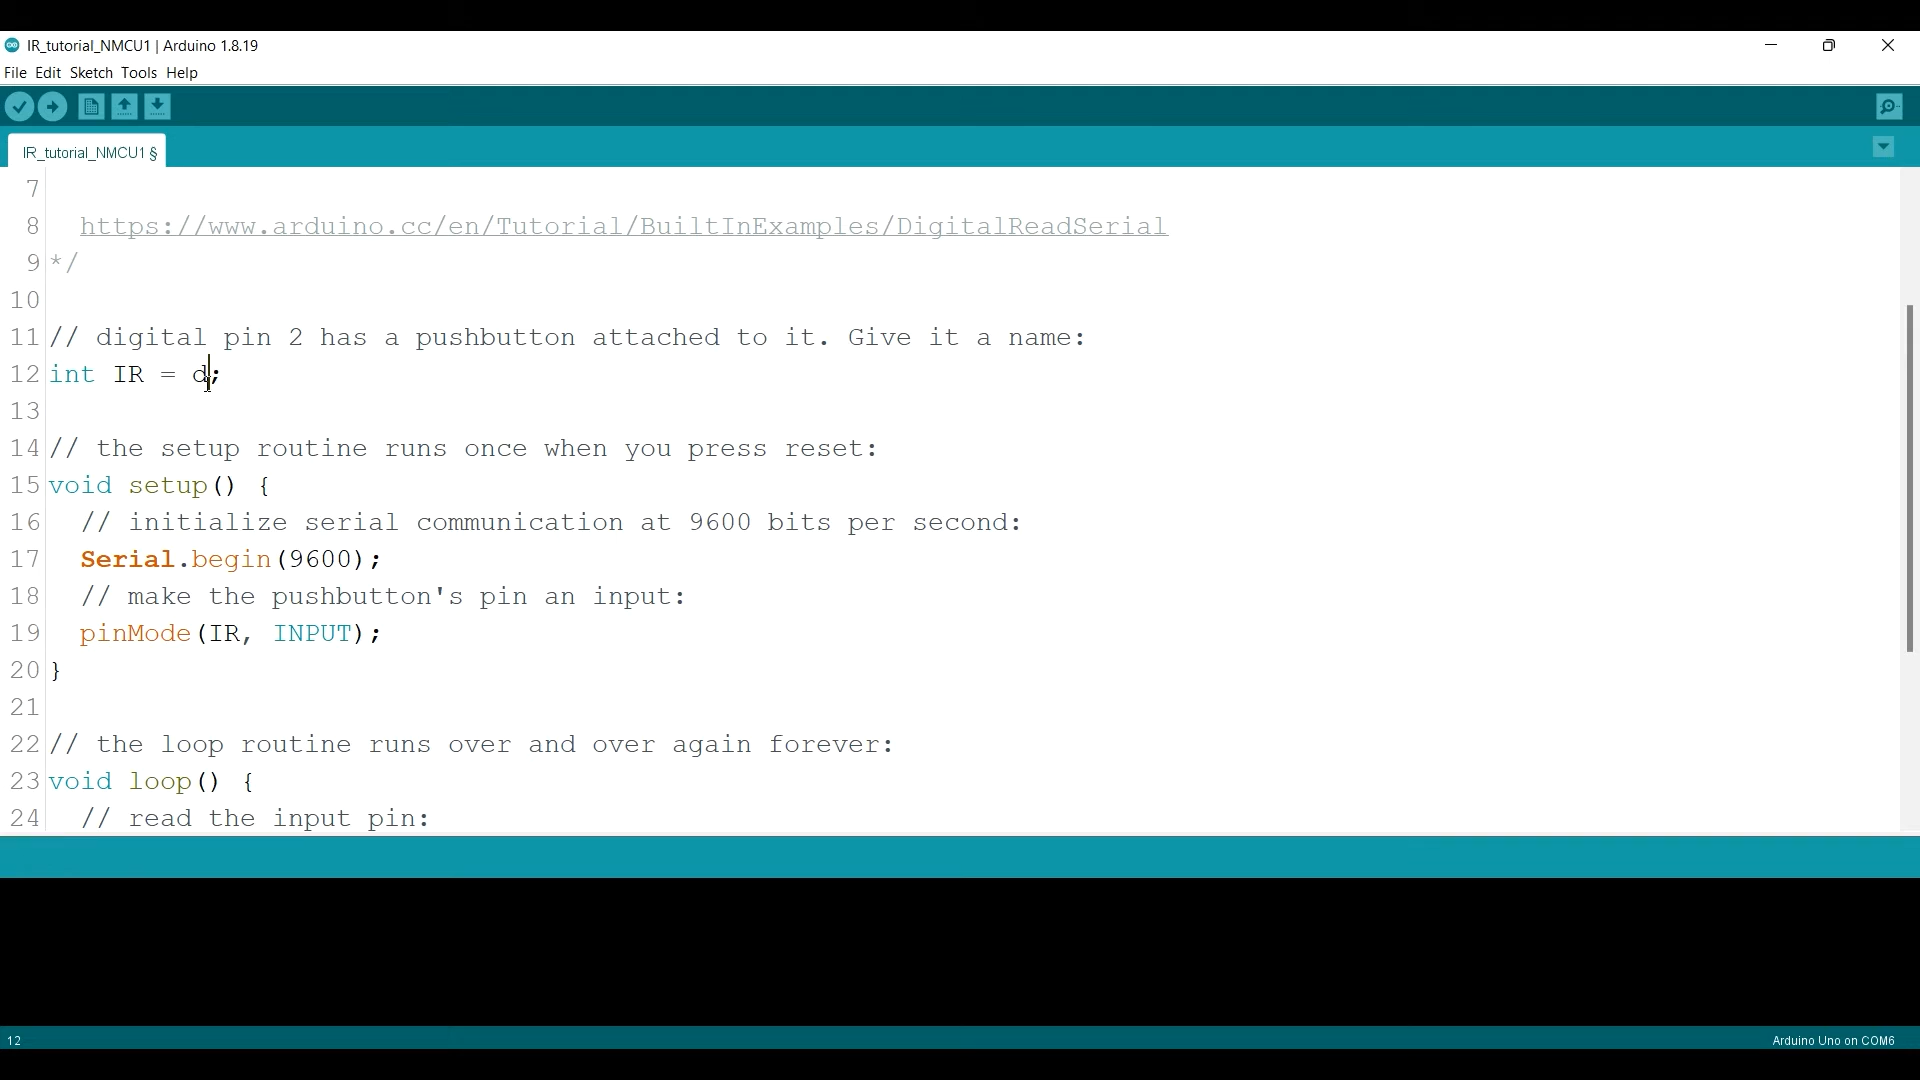 IR_tutorial_NMCU1 | Arduino 1.8.19
File Edit Sketch Tools Help
IR_tutorial_NMCU1 §
7
8 https://www.arduino.cc/en/Tutorial/BuiltInExamples/DigitalReadSerial
9 */
10
11 // digital pin 2 has a pushbutton attached to it. Give it a name:
12 int IR = d;
13
14 // the setup routine runs once when you press reset:
15 void setup() {
16 // initialize serial communication at 9600 bits per second:
17 Serial.begin(9600);
18 // make the pushbutton's pin an input:
19 pinMode(IR, INPUT);
20 }
21
22 // the loop routine runs over and over again forever:
23 void loop() {
24 // read the input pin:
12 Arduino Uno on COM6